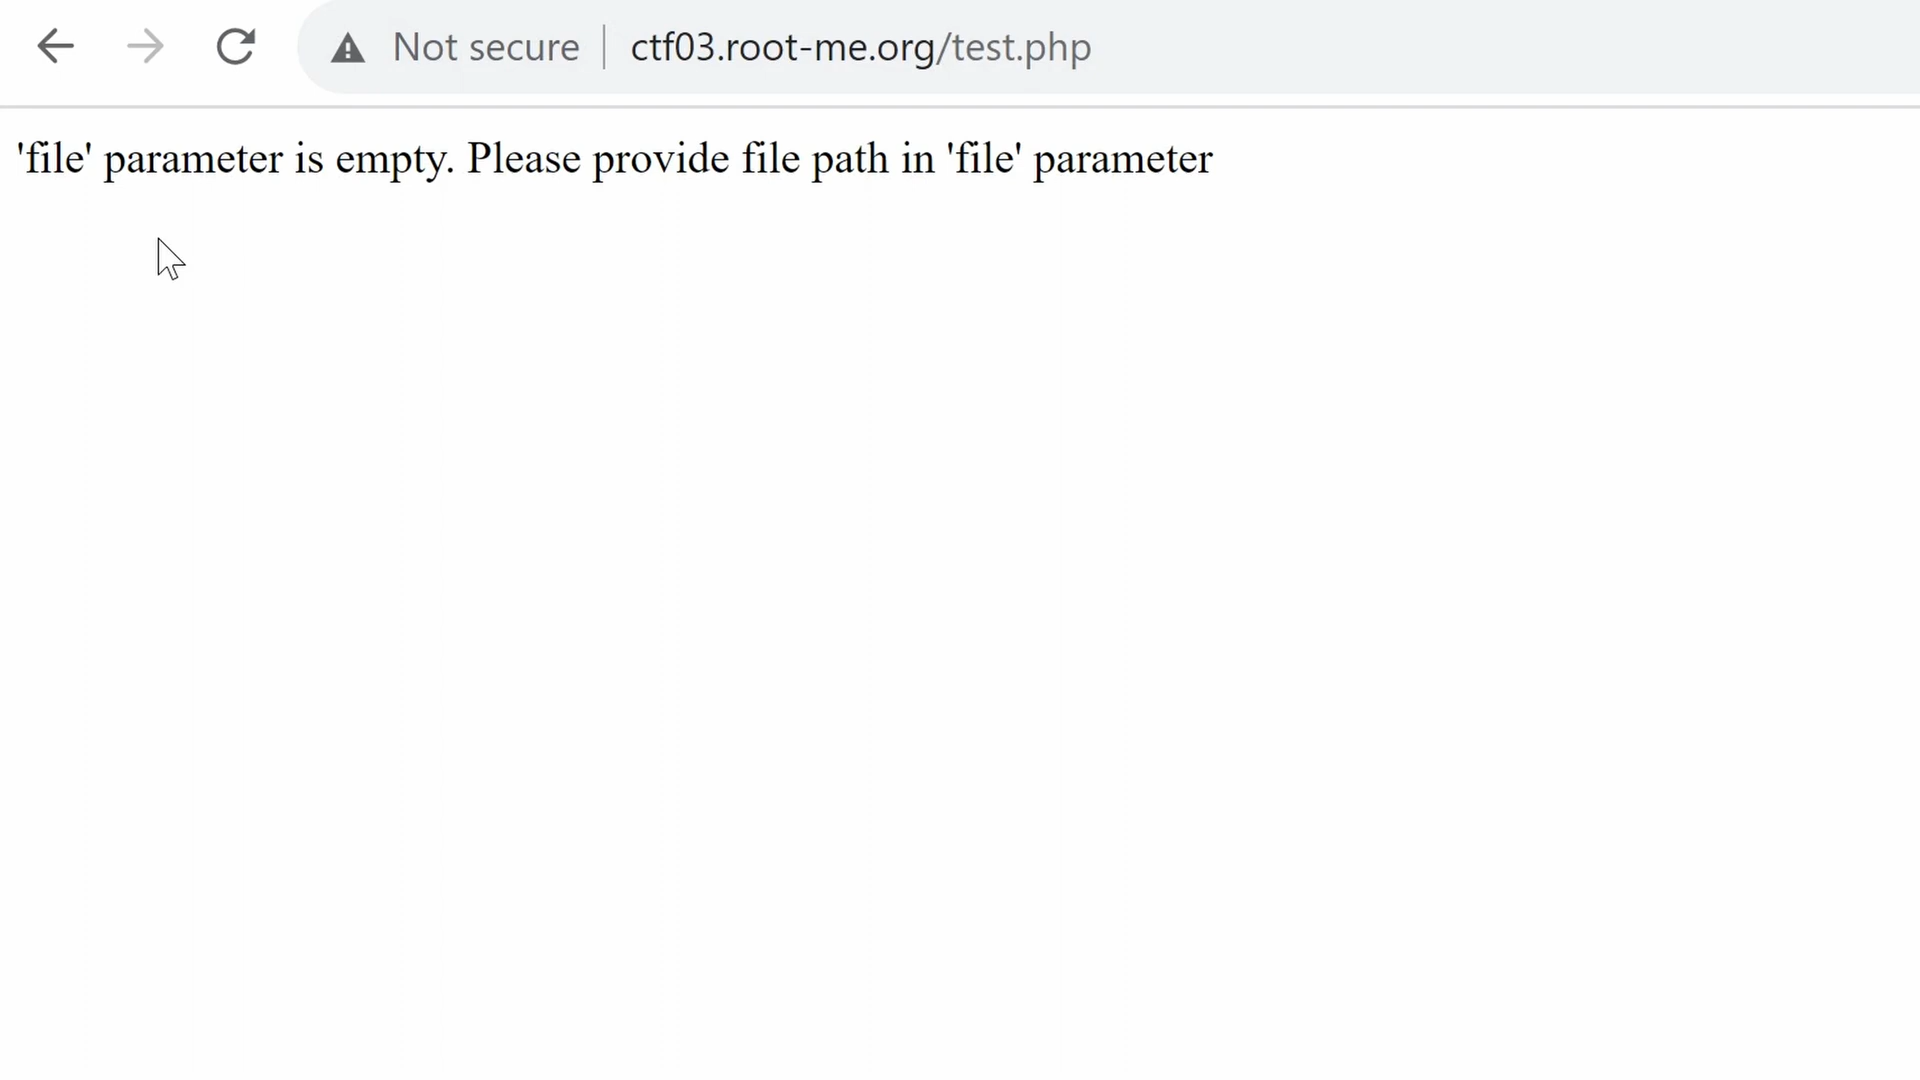 Not secure | ctf03.root-me.org/test.php
'file' parameter is empty. Please provide file path in 'file' parameter